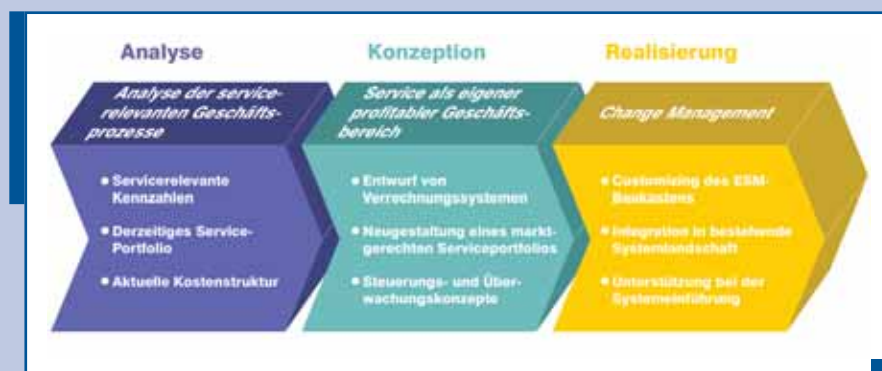 Analyse
Analyse der service-
relevanten Geschäfts-
prozesse
• Servicerelevante
Kennzahlen
• Derzeitiges Service-
Portfolio
• Aktuelle Kostenstruktur
Konzeption
Service als eigener
profitabler Geschäfts-
bereich
• Entwurf von
Verrechnungssystemen
• Neugestaltung eines markt-
gerechten Serviceportfolios
• Steuerungs- und Über-
wachungskonzepte
Realisierung
Change Management
• Customizing des ESM-
Baukastens
• Integration in bestehende
Systemlandschaft
• Unterstützung bei der
Systemeinführung